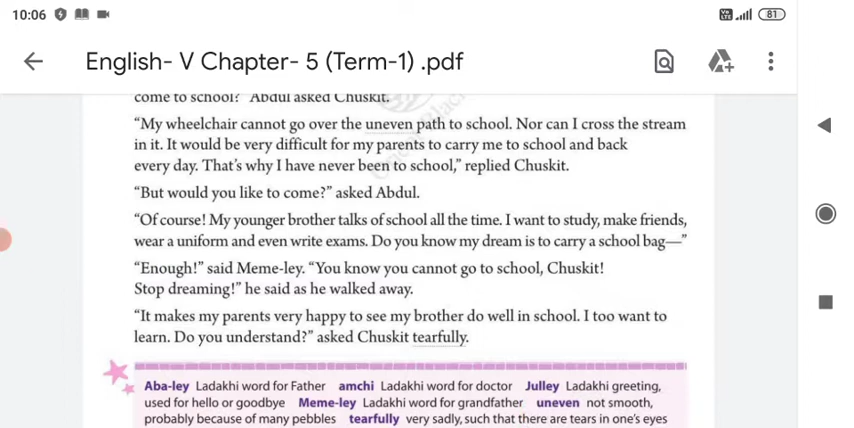 10:06
81
English- V Chapter- 5 (Term-1) .pdf
come to school?" Abdul asked Chuskit.
"My wheelchair cannot go over the uneven path to school. Nor can I cross the stream
in it. It would be very difficult for my parents to carry me to school and back
every day. That's why I have never been to school," replied Chuskit.
"But would you like to come?" asked Abdul.
"Of course! My younger brother talks of school all the time. I want to study, make friends,
wear a uniform and even write exams. Do you know my dream is to carry a school bag—"
"Enough!" said Meme-ley. "You know you cannot go to school, Chuskit!
Stop dreaming!" he said as he walked away.
"It makes my parents very happy to see my brother do well in school. I too want to
learn. Do you understand?" asked Chuskit tearfully.
Aba-ley Ladakhi word for Father amchi Ladakhi word for doctor Julley Ladakhi greeting,
used for hello or goodbye Meme-ley Ladakhi word for grandfather uneven not smooth,
probably because of many pebbles tearfully very sadly, such that there are tears in one's eyes